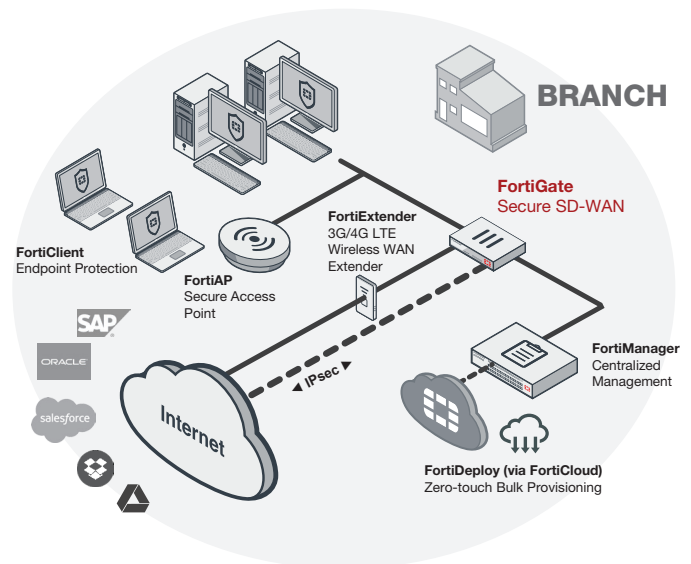 BRANCH
FortiGate
Secure SD-WAN
FortiExtender
3G/4G LTE
Wireless WAN
Extender
FortiClient
Endpoint Protection
FortiAP
Secure Access
Point
SAP
ORACLE
salesforce
Internet
◄ IPsec ►
FortiManager
Centralized
Management
FortiDeploy (via FortiCloud)
Zero-touch Bulk Provisioning